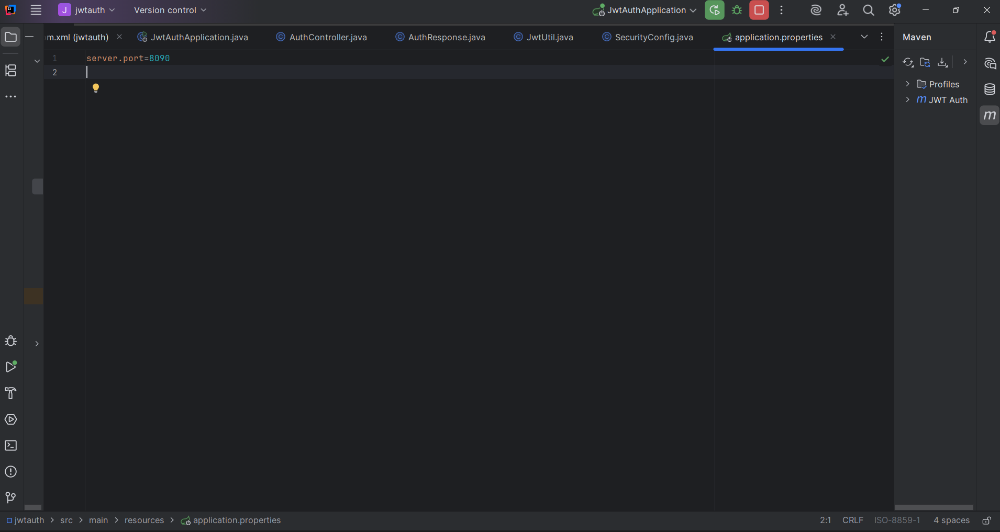 J jwtauth Version control JwtAuthApplication
m.xml (jwtauth) JwtAuthApplication.java AuthController.java AuthResponse.java JwtUtil.java SecurityConfig.java application.properties Maven
1 server.port=8090
2
Profiles
m JWT Auth
m
jwtauth > src > main > resources > application.properties 2:1 CRLF ISO-8859-1 4 spaces